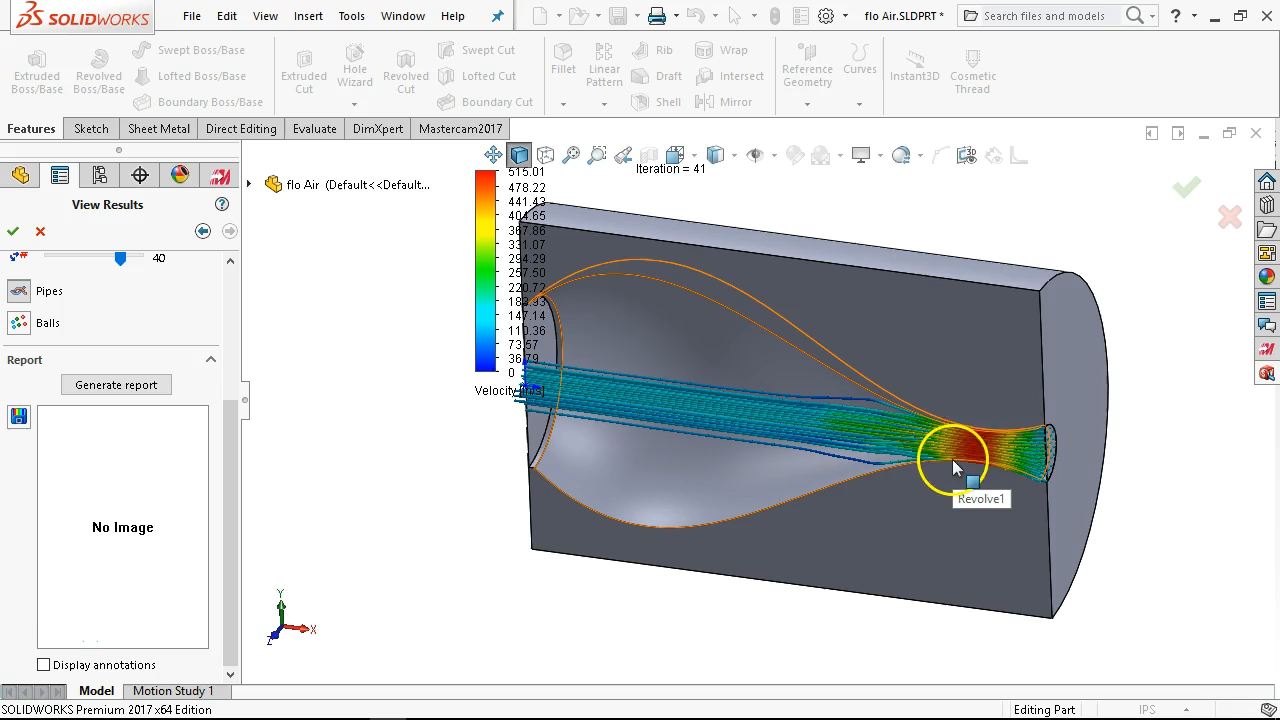 SOLIDWORKS
File Edit View Insert Tools Window Help
flo Air.SLDPRT *
Search files and models
?
Extruded Boss/Base
Revolved Boss/Base
Swept Boss/Base
Lofted Boss/Base
Boundary Boss/Base
Extruded Cut
Hole Wizard
Revolved Cut
Swept Cut
Lofted Cut
Boundary Cut
Fillet
Linear Pattern
Rib
Draft
Shell
Wrap
Intersect
Mirror
Reference Geometry
Curves
Instant3D
Cosmetic Thread
Features Sketch Sheet Metal Direct Editing Evaluate DimXpert Mastercam2017
View Results
40
Pipes
Balls
Report
Generate report
No Image
Display annotations
flo Air (Default<<Default...
Iteration = 41
515.01
478.22
441.43
404.65
367.86
331.07
294.29
257.50
220.72
147.14
110.36
73.57
36.79
0
Revolve1
Y
X
Z
Model Motion Study 1
SOLIDWORKS Premium 2017 x64 Edition
Editing Part
IPS